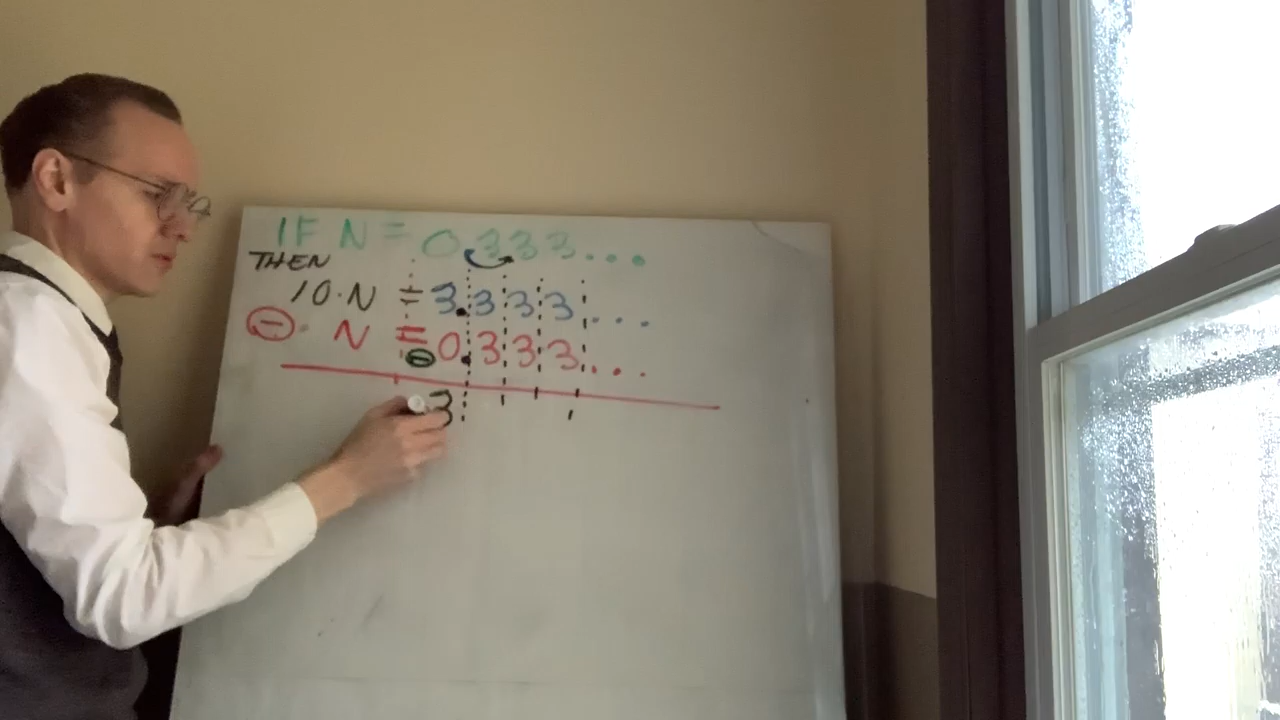 IF N = 0.333...
THEN
10·N = 3.333...
⊖ N = ⊖ 0.333...
3